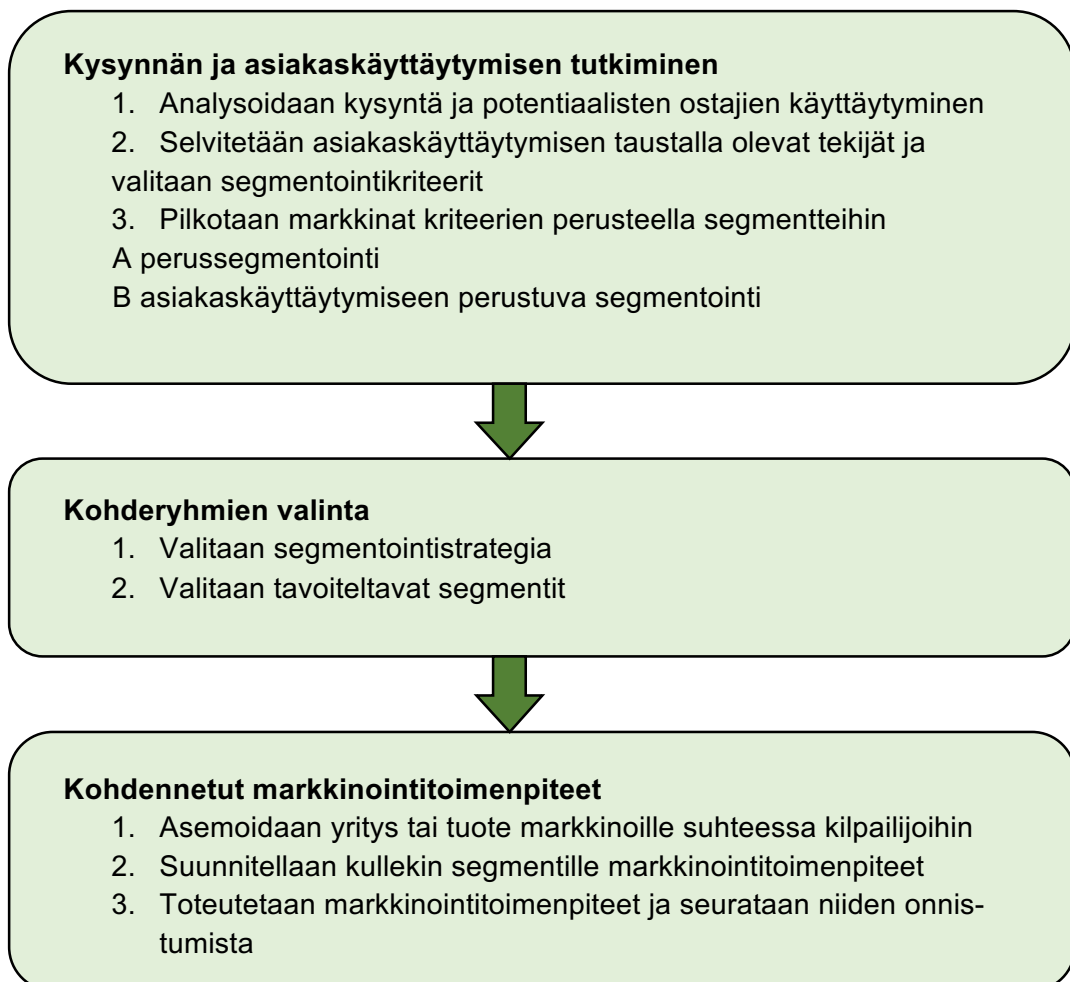 Kysynnän ja asiakaskäyttäytymisen tutkiminen
1. Analysoidaan kysyntä ja potentiaalisten ostajien käyttäytyminen
2. Selvitetään asiakaskäyttäytymisen taustalla olevat tekijät ja
valitaan segmentointikriteerit
3. Pilkotaan markkinat kriteerien perusteella segmentteihin
A perussegmentointi
B asiakaskäyttäytymiseen perustuva segmentointi
Kohderyhmien valinta
1. Valitaan segmentointistrategia
2. Valitaan tavoiteltavat segmentit
Kohdennetut markkinointitoimenpiteet
1. Asemoidaan yritys tai tuote markkinoille suhteessa kilpailijoihin
2. Suunnitellaan kullekin segmentille markkinointitoimenpiteet
3. Toteutetaan markkinointitoimenpiteet ja seurataan niiden onnis-
tumista